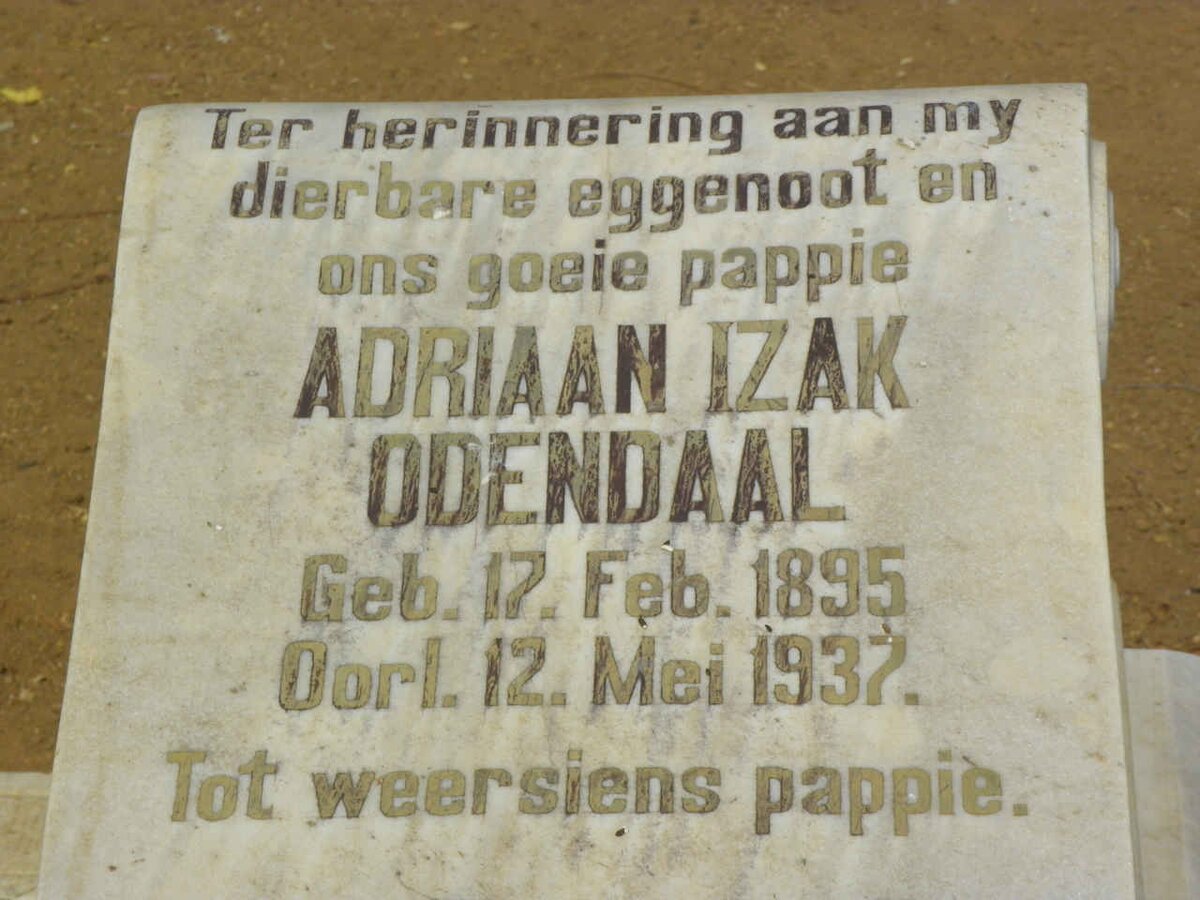 Ter herinnering aan my
dierbare eggenoot en
ons goeie pappie
ADRIAAN IZAK
ODENDAAL
Geb. 17. Feb. 1895
Oorl. 12. Mei 1937.
Tot weersiens pappie.